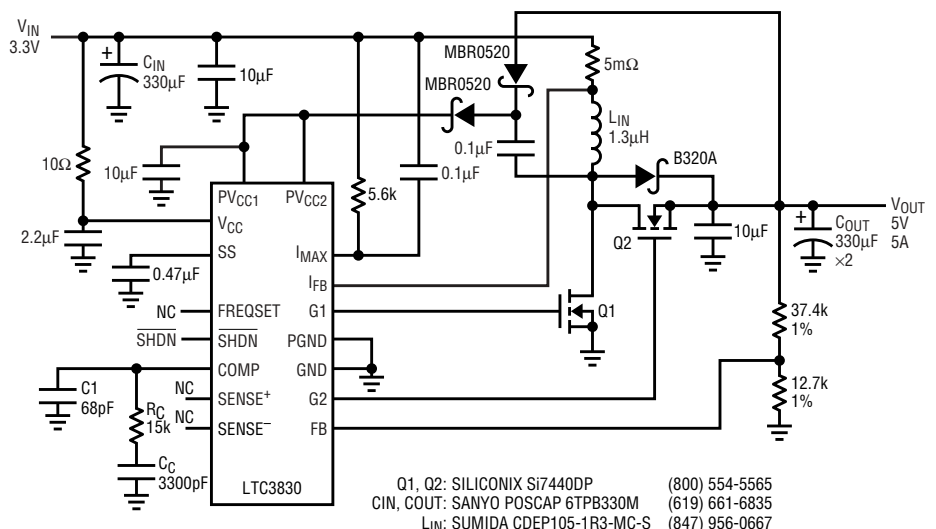 VIN
3.3V
CIN
330µF
+
10µF
MBR0520
MBR0520
5mΩ
LIN
1.3µH
0.1µF
B320A
10Ω
10µF
PVCC1
PVCC2
5.6k
0.1µF
VCC
2.2µF
SS
0.47µF
IMAX
IFB
Q2
10µF
+
COUT
330µF
×2
VOUT
5V
5A
NC
FREQSET
G1
Q1
37.4k
1%
SHDN
SHDN
PGND
COMP
GND
C1
68pF
NC
SENSE+
G2
12.7k
1%
RC
15k
NC
SENSE–
FB
CC
3300pF
LTC3830
Q1, Q2: SILICONIX Si7440DP (800) 554-5565
CIN, COUT: SANYO POSCAP 6TPB330M (619) 661-6835
LIN: SUMIDA CDEP105-1R3-MC-S (847) 956-0667